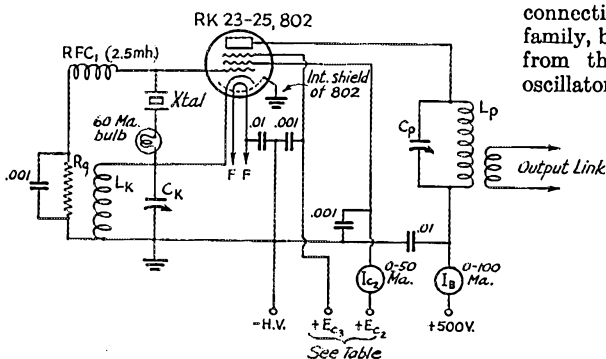 RK 23-25, 802
RFC, (2.5mh.)
Xtal
60 Ma.
bulb
Int. shield
of 802
.01 .001
F F
.001
Rg
LK
CK
Cp
Lp
Output Link
.001
.01
Ic2
0-50
Ma.
IB
0-100
Ma.
-H.V.
+Ec3 +Ec2
+500V.
See Table
connecti
family, b
from th
oscillator